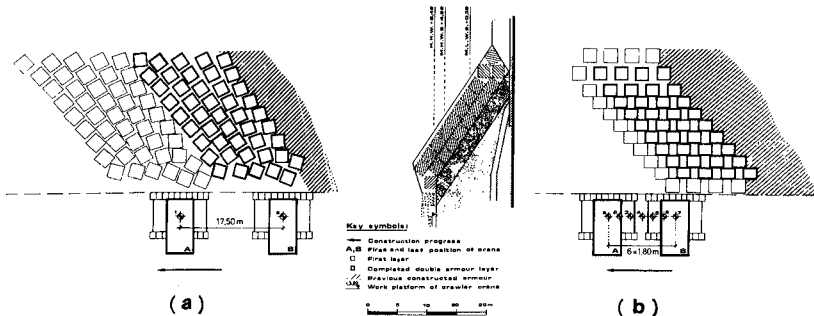 M.H.W.
M.L.W.S.
17,50 m
A
B
(a)
Key symbols:
Construction progress
A,B First and last position of crane
First layer
Completed double armour layer
Previous constructed armour
Work platform of crawler crane
0 5 10 20 m
A
B
6 x 1,80 m
(b)